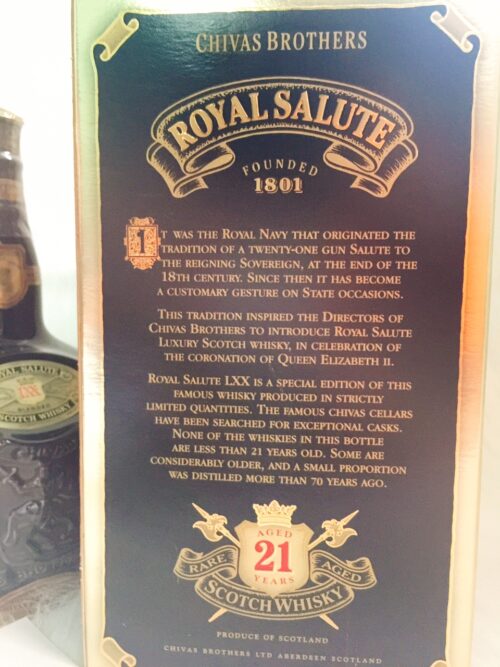 CHIVAS BROTHERS
ROYAL SALUTE
FOUNDED
1801
IT WAS THE ROYAL NAVY THAT ORIGINATED THE
TRADITION OF A TWENTY-ONE GUN SALUTE TO
THE REIGNING SOVEREIGN, AT THE END OF THE
18TH CENTURY. SINCE THEN IT HAS BECOME
A CUSTOMARY GESTURE ON STATE OCCASIONS.
THIS TRADITION INSPIRED THE DIRECTORS OF
CHIVAS BROTHERS TO INTRODUCE ROYAL SALUTE
LUXURY SCOTCH WHISKY, IN CELEBRATION OF
THE CORONATION OF QUEEN ELIZABETH II.
ROYAL SALUTE LXX IS A SPECIAL EDITION OF THIS
FAMOUS WHISKY PRODUCED IN STRICTLY
LIMITED QUANTITIES. THE FAMOUS CHIVAS CELLARS
HAVE BEEN SEARCHED FOR EXCEPTIONAL CASKS.
NONE OF THE WHISKIES IN THIS BOTTLE
ARE LESS THAN 21 YEARS OLD. SOME ARE
CONSIDERABLY OLDER, AND A SMALL PROPORTION
WAS DISTILLED MORE THAN 70 YEARS AGO.
AGED
21
YEARS
RARE AGED
SCOTCH WHISKY
PRODUCE OF SCOTLAND
CHIVAS BROTHERS LTD ABERDEEN SCOTLAND
ROYAL SALUTE
LXX
SCOTCH WHISKY